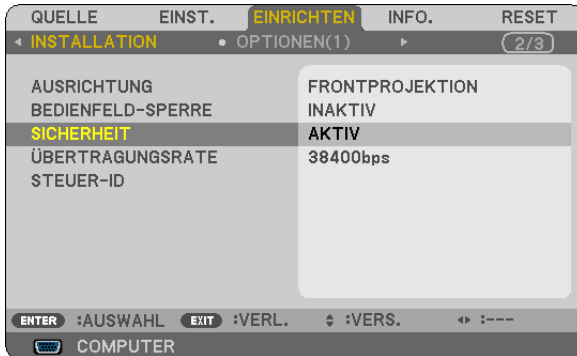 QUELLE EINST. EINRICHTEN INFO. RESET
INSTALLATION • OPTIONEN(1) 2/3
AUSRICHTUNG FRONTPROJEKTION
BEDIENFELD-SPERRE INAKTIV
SICHERHEIT AKTIV
ÜBERTRAGUNGSRATE 38400bps
STEUER-ID
ENTER :AUSWAHL EXIT :VERL. :VERS. :---
COMPUTER